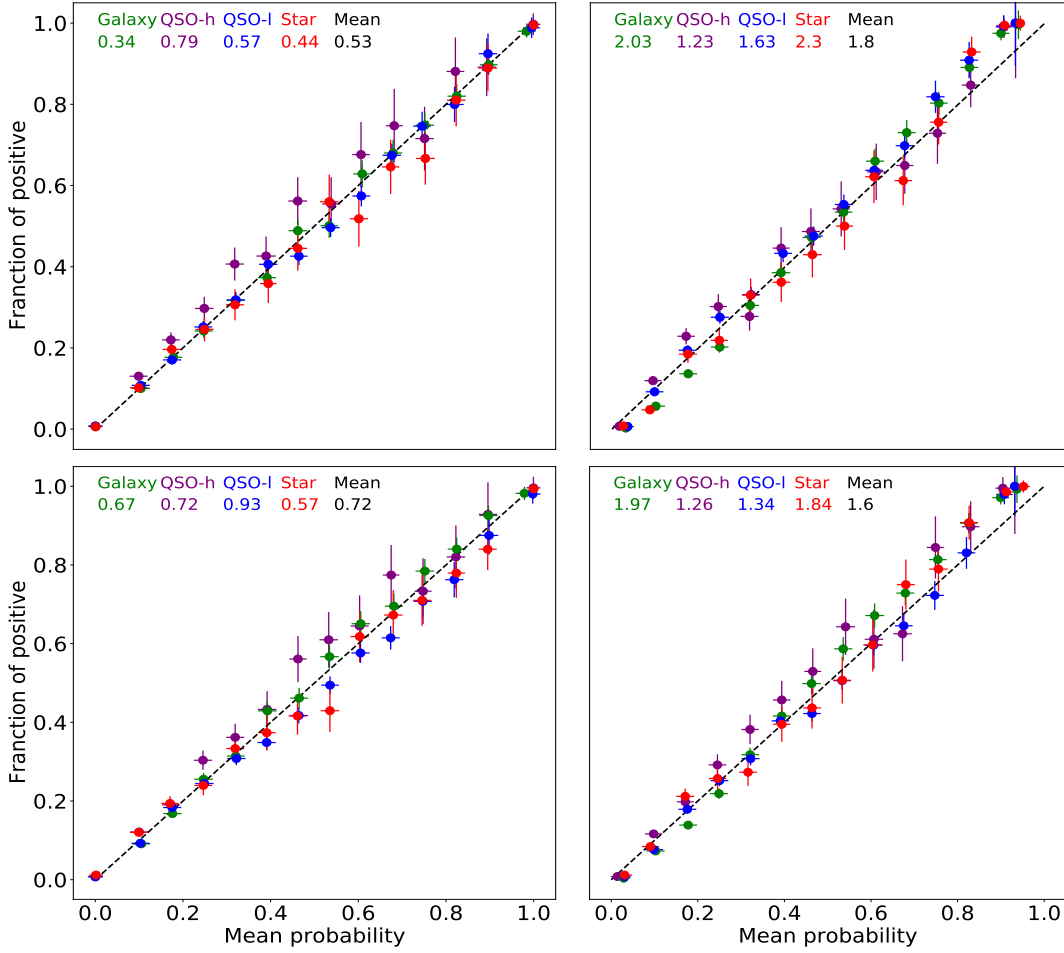 Galaxy QSO-h QSO-l Star Mean
0.34 0.79 0.57 0.44 0.53
Franction of positive
1.0
0.8
0.6
0.4
0.2
0.0
Galaxy QSO-h QSO-l Star Mean
2.03 1.23 1.63 2.3 1.8
Galaxy QSO-h QSO-l Star Mean
0.67 0.72 0.93 0.57 0.72
Franction of positive
1.0
0.8
0.6
0.4
0.2
0.0
0.0 0.2 0.4 0.6 0.8 1.0
Mean probability
Galaxy QSO-h QSO-l Star Mean
1.97 1.26 1.34 1.84 1.6
0.0 0.2 0.4 0.6 0.8 1.0
Mean probability